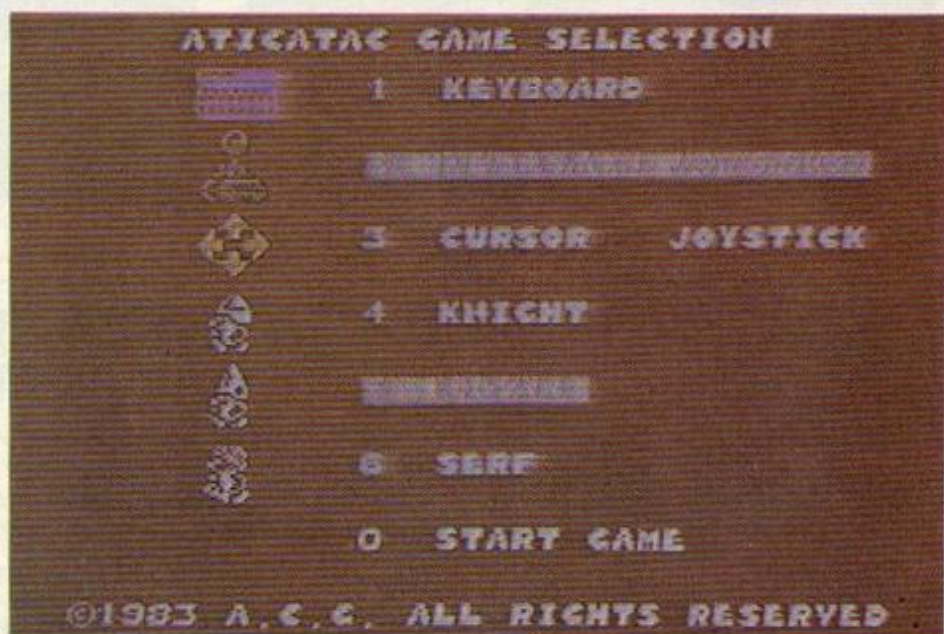 ATICATAC GAME SELECTION
1 KEYBOARD
3 CURSOR JOYSTICK
4 KNIGHT
6 SERF
0 START GAME
©1983 A.C.G. ALL RIGHTS RESERVED